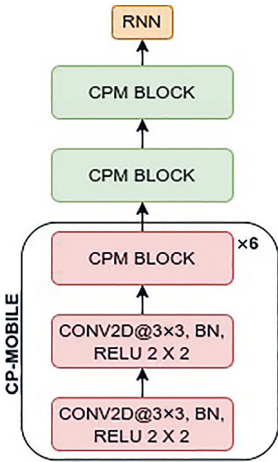 RNN
CPM BLOCK
CPM BLOCK
CPM BLOCK
×6
CONV2D@3×3, BN,
RELU 2 X 2
CONV2D@3×3, BN,
RELU 2 X 2
CP-MOBILE